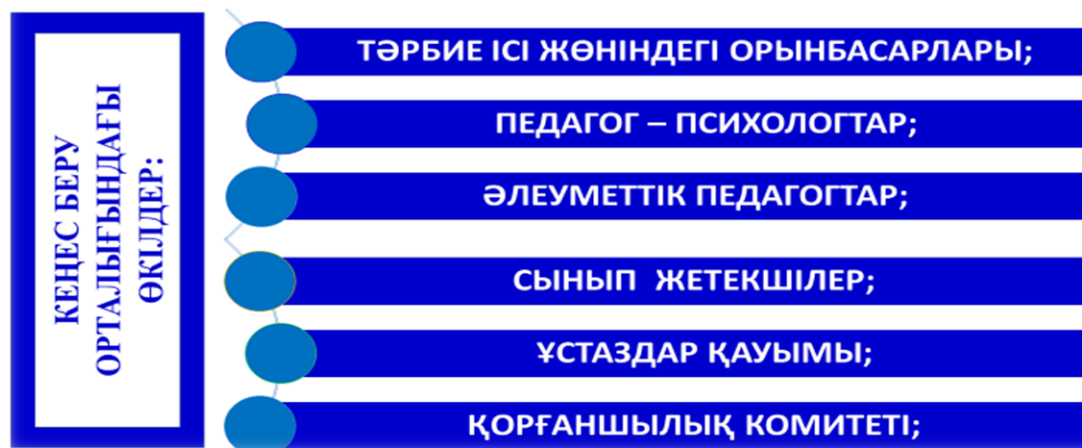 КЕҢЕС БЕРУ
ОРТАЛЫҒЫНДАҒЫ
ӨКІЛДЕР:
ТӘРБИЕ ІСІ ЖӨНІНДЕГІ ОРЫНБАСАРЛАРЫ;
ПЕДАГОГ – ПСИХОЛОГТАР;
ӘЛЕУМЕТТІК ПЕДАГОГТАР;
СЫНЫП ЖЕТЕКШІЛЕР;
ҰСТАЗДАР ҚАУЫМЫ;
ҚОРҒАНШЫЛЫҚ КОМИТЕТІ;